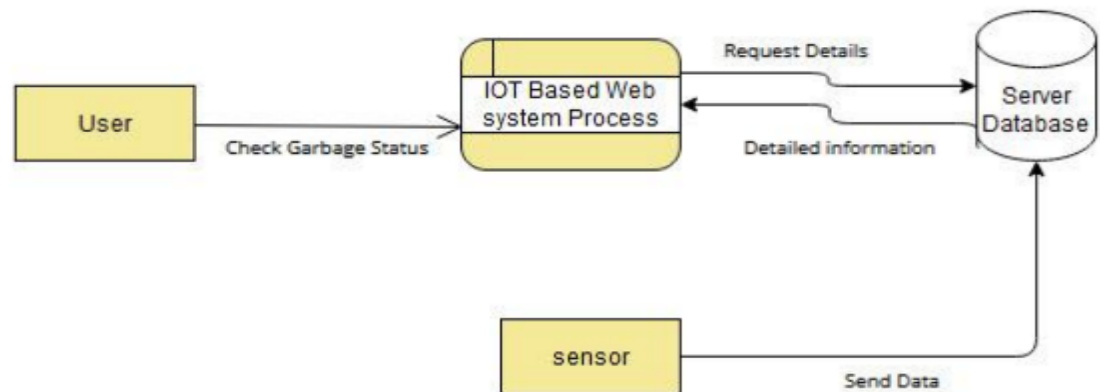 Request Details
IOT Based Web
system Process
Server
Database
User
Check Garbage Status
Detailed information
sensor
Send Data